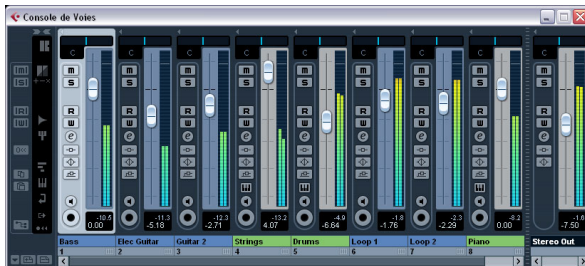 Console de Voies
C C C C C C C C C
m m m m m m m m m
S S S S S S S S S
R R R R R R R R R
W W W W W W W W W
e e e e e e e e e
-10.5 -11.3 -12.3 -13.2 -4.9 -1.8 -2.3 -8.2 -1.6
0.00 -5.18 -2.71 4.07 -6.64 -1.76 -2.29 0.00 -7.50
Bass Elec Guitar Guitar 2 Strings Drums Loop 1 Loop 2 Piano Stereo Out
1 2 3 4 5 6 7 8